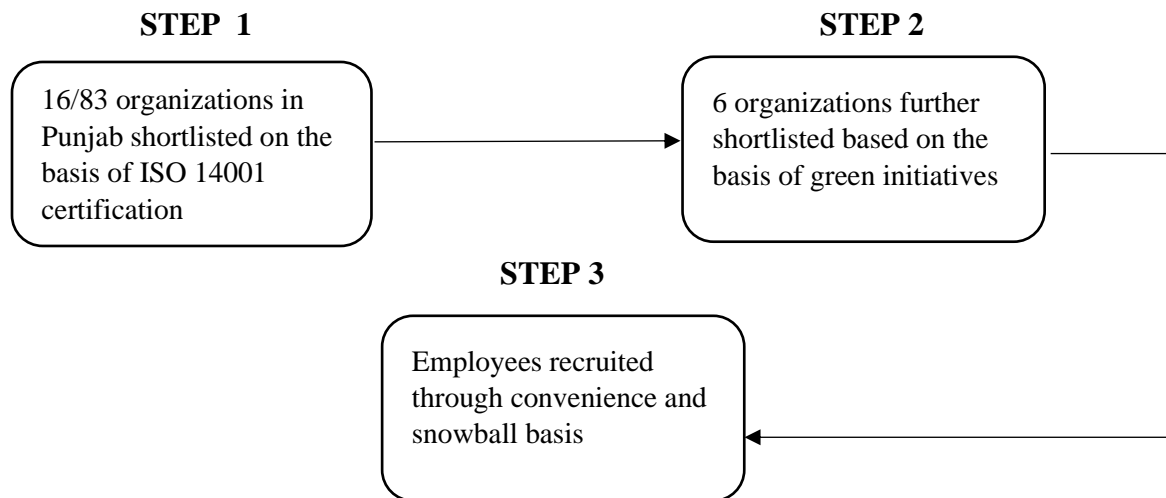 STEP 1
16/83 organizations in
Punjab shortlisted on the
basis of ISO 14001
certification
STEP 2
6 organizations further
shortlisted based on the
basis of green initiatives
STEP 3
Employees recruited
through convenience and
snowball basis